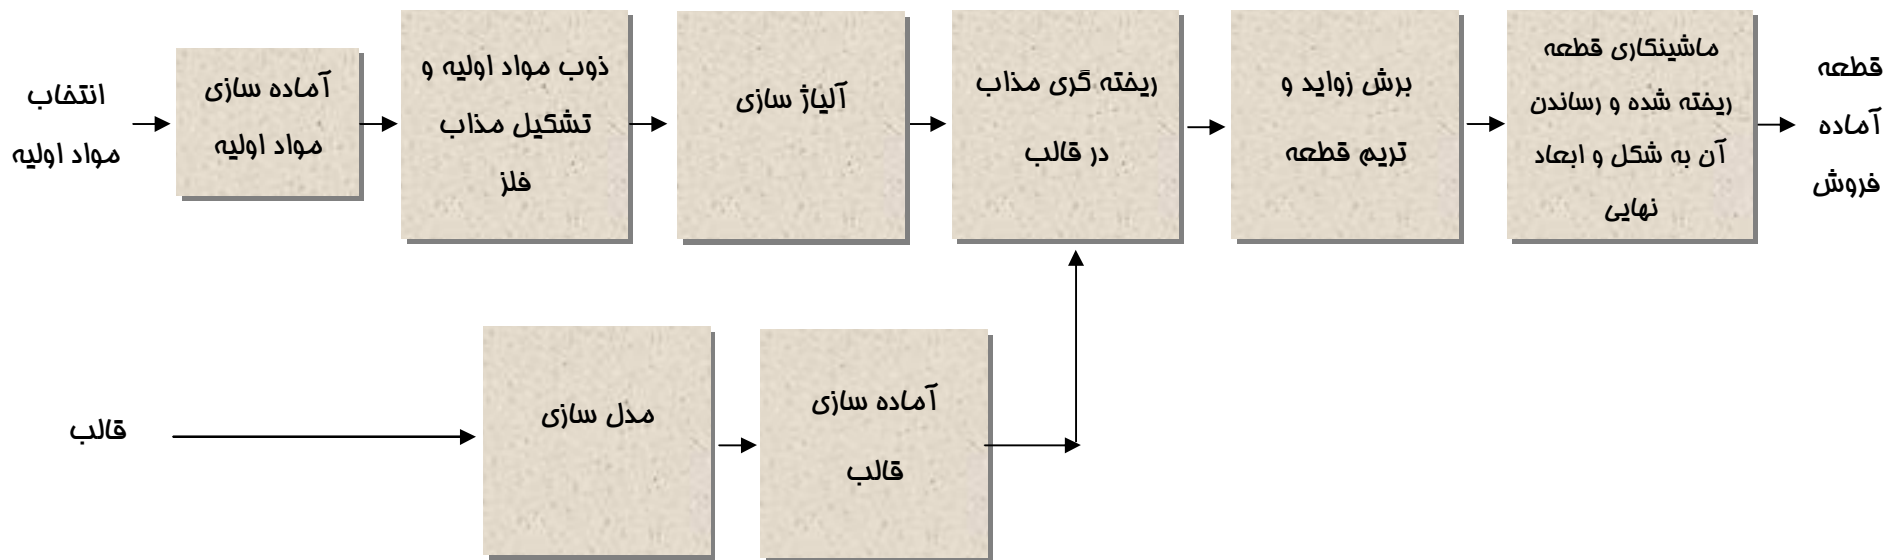 انتخاب
مواد اولیه
آماده سازی
مواد اولیه
ذوب مواد اولیه و
تشکیل مذاب
فلز
آلیاژ سازی
ریخته گری مذاب
در قالب
برش زواید و
تریم قطعه
ماشینکاری قطعه
ریخته شده و رساندن
آن به شکل و ابعاد
نهایی
قطعه
آماده
فروش
قالب
مدل سازی
آماده سازی
قالب